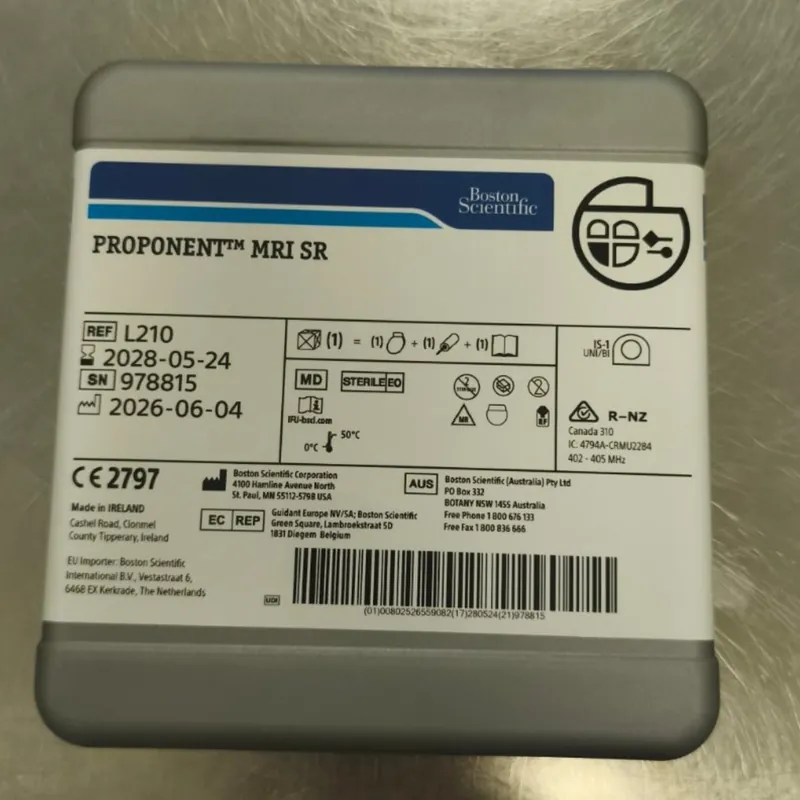 Boston
Scientific
PROPONENT™ MRI SR
REF L210
2028-05-24
SN 978815
2026-06-04
(1) = (1) + (1) + (1)
IS-1
UNI/BI
MD STERILE EO
IFU-bsci.com
0°C 50°C
MR
R-NZ
Canada 310
IC: 4794A-CRMU2284
402 - 405 MHz
CE 2797
Boston Scientific Corporation
4100 Hamline Avenue North
St. Paul, MN 55112-5798 USA
AUS
Boston Scientific (Australia) Pty Ltd
PO Box 332
BOTANY NSW 1455 Australia
Free Phone 1 800 676 133
Free Fax 1 800 836 666
Made in IRELAND
Cashel Road, Clonmel
County Tipperary, Ireland
EC REP
Guidant Europe NV/SA; Boston Scientific
Green Square, Lambroekstraat 5D
1831 Diegem Belgium
EU Importer: Boston Scientific
International B.V., Vestastraat 6,
6468 EX Kerkrade, The Netherlands
UDI
(01)00802526559082(17)280524(21)978815